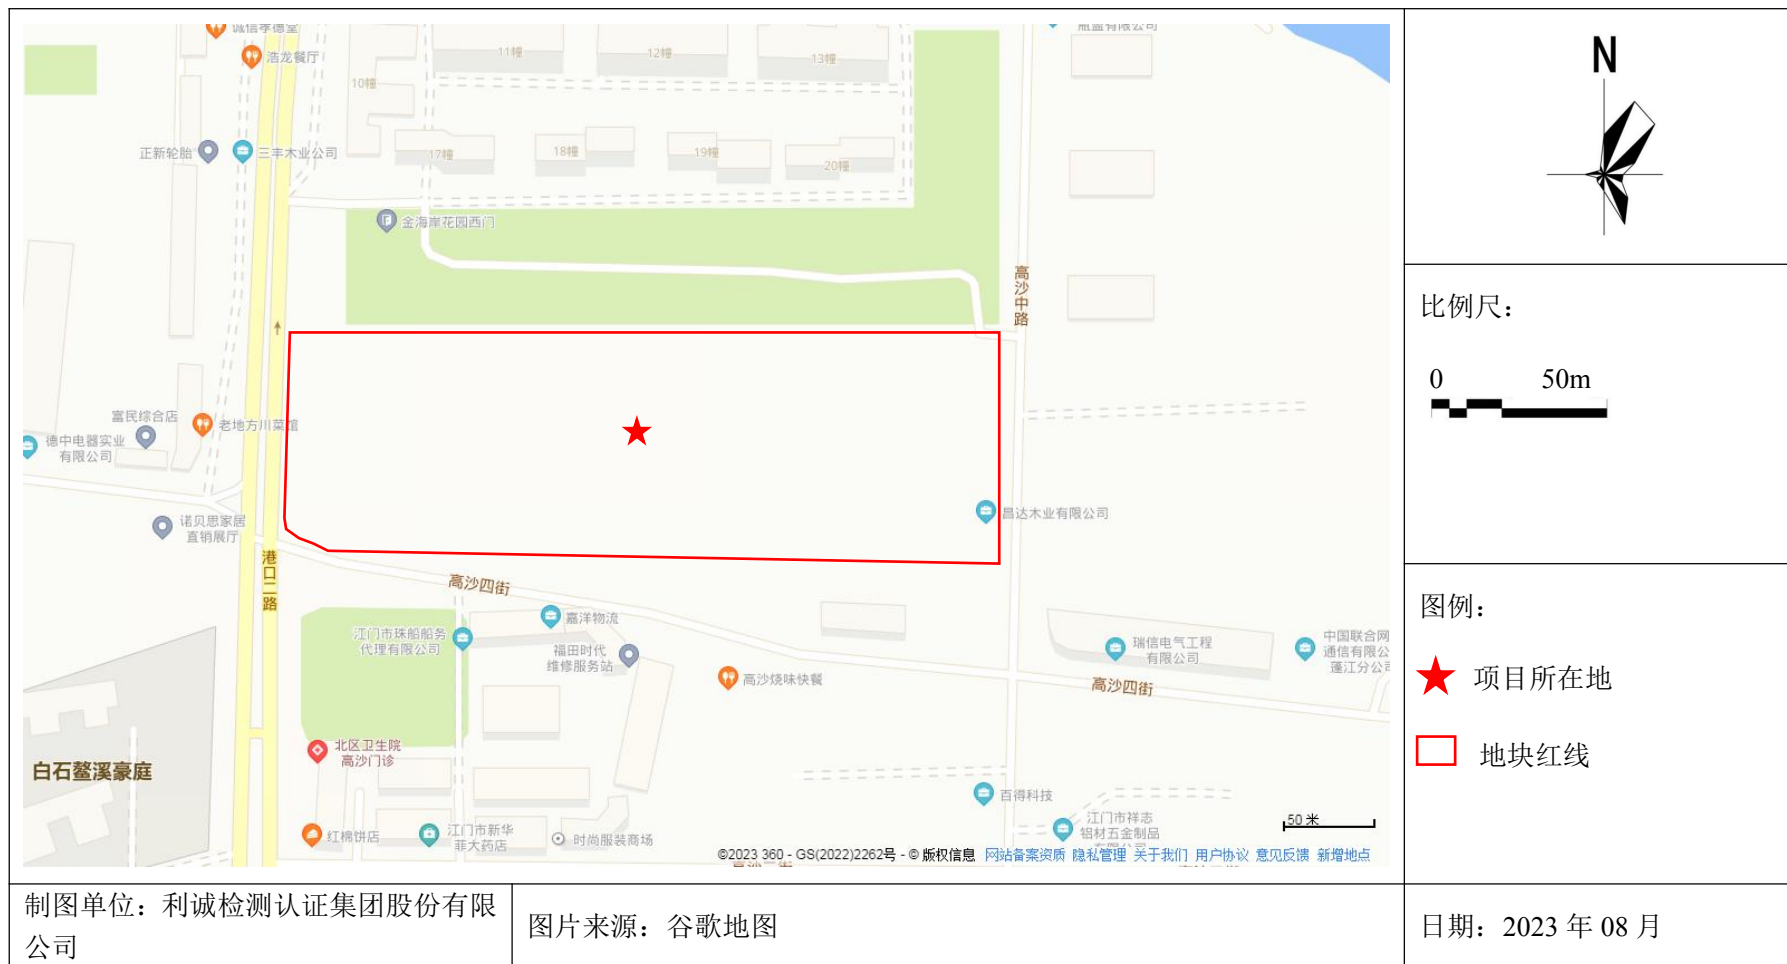 诚信孝德堂
浩龙餐厅
11幢
12幢
13幢
瓶盖有限公司
10幢
正新轮胎
三丰木业公司
17幢
18幢
19幢
20幢
金海岸花园西门
高沙中路
富民综合店
老地方川菜馆
德中电器实业
有限公司
诺贝思家居
直销展厅
昌达木业有限公司
港口二路
高沙四街
江门市珠船船务
代理有限公司
嘉洋物流
福田时代
维修服务站
高沙烧味快餐
瑞信电气工程
有限公司
中国联合网
通信有限公
蓬江分公司
高沙四街
白石鳌溪豪庭
北区卫生院
高沙门诊
百得科技
江门市祥志
铝材五金制品
有限公司
红棉饼店
江门市新华
菲大药店
时尚服装商场
50 米
©2023 360 - GS(2022)2262号 - © 版权信息 网站备案资质 隐私管理 关于我们 用户协议 意见反馈 新增地点
N
比例尺：
0 50m
图例：
项目所在地
地块红线
制图单位：利诚检测认证集团股份有限
公司
图片来源：谷歌地图
日期：2023 年 08 月